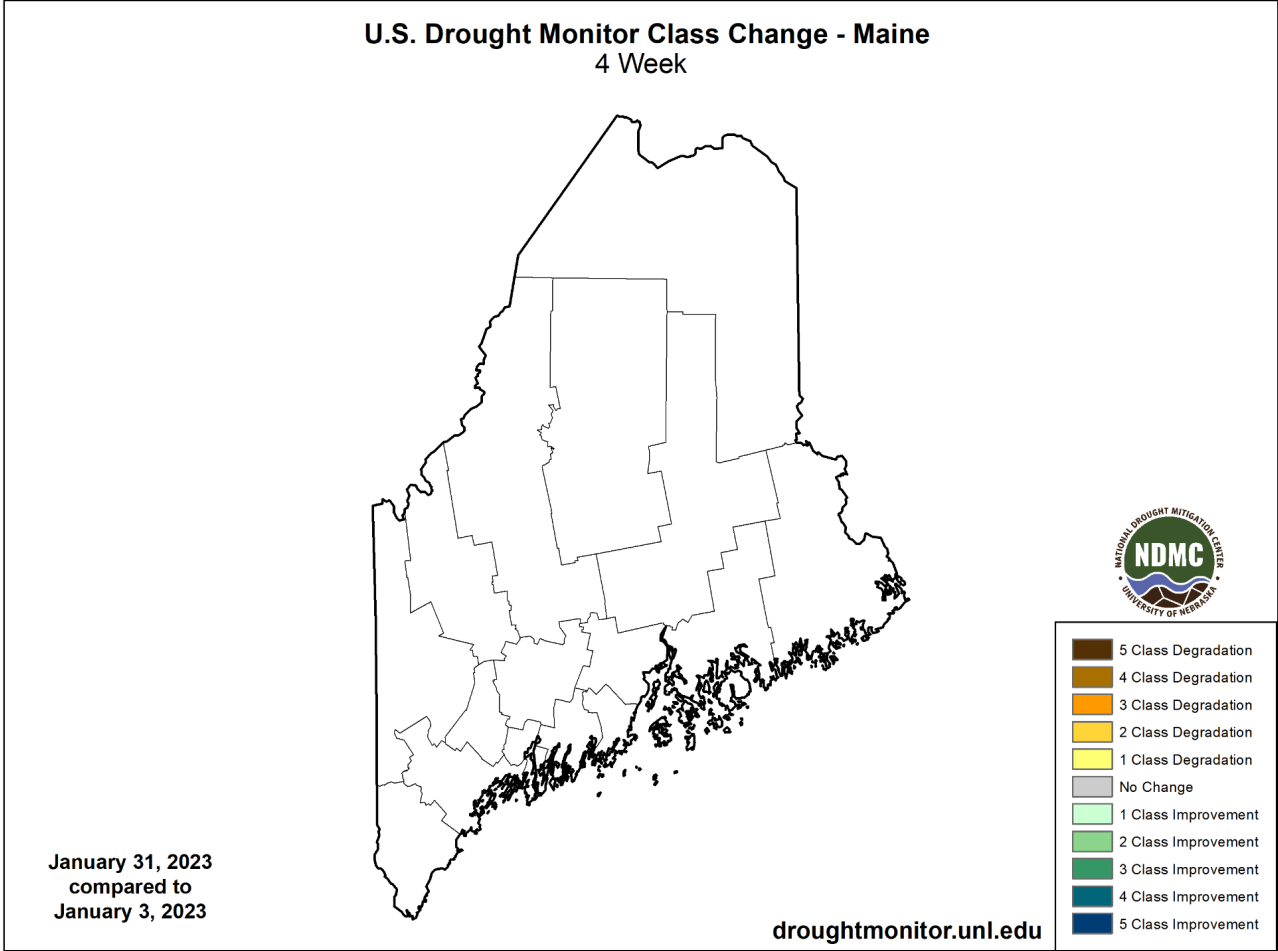 U.S. Drought Monitor Class Change - Maine
4 Week
NATIONAL DROUGHT MITIGATION CENTER
NDMC
UNIVERSITY OF NEBRASKA
5 Class Degradation
4 Class Degradation
3 Class Degradation
2 Class Degradation
1 Class Degradation
No Change
1 Class Improvement
2 Class Improvement
3 Class Improvement
4 Class Improvement
5 Class Improvement
January 31, 2023
compared to
January 3, 2023
droughtmonitor.unl.edu